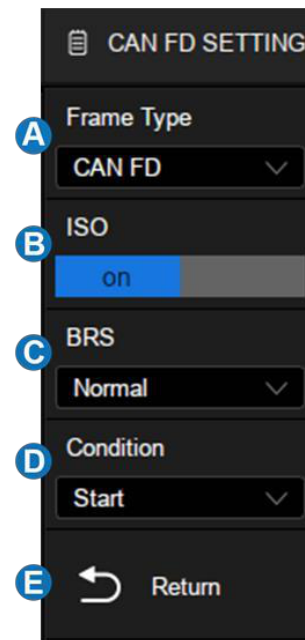 CAN FD SETTING
A
Frame Type
CAN FD
B
ISO
on
C
BRS
Normal
D
Condition
Start
E
Return